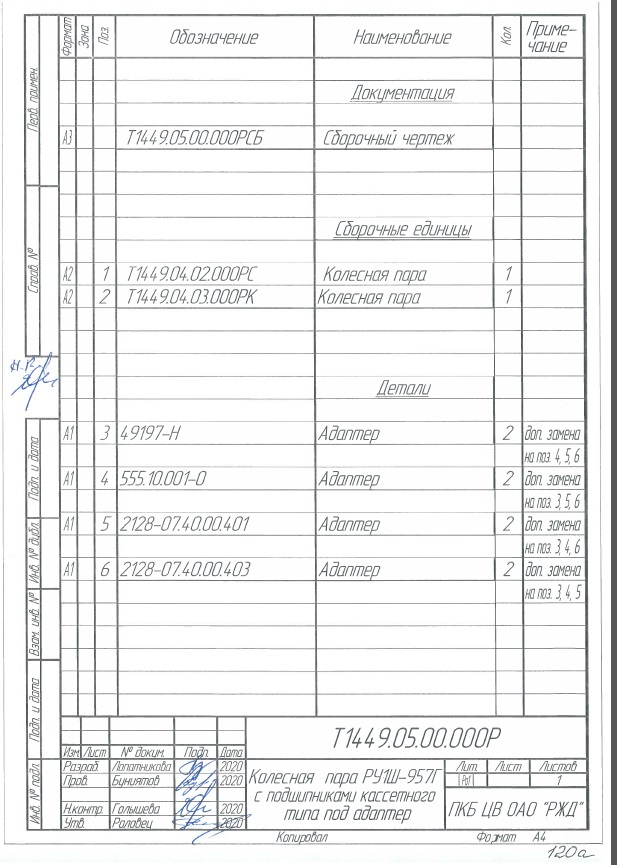 Формат Зона Поз. Обозначение Наименование Кол. Приме-
чание
Документация
А3 Т1449.05.00.000РСБ Сборочный чертеж
Сборочные единицы
А2 1 Т1449.04.02.000РС Колесная пара 1
А2 2 Т1449.04.03.000РК Колесная пара 1
Детали
А1 3 49197-Н Адаптер 2 доп. замена
на поз. 4, 5, 6
А1 4 555.10.001-0 Адаптер 2 доп. замена
на поз. 3, 5, 6
А1 5 2128-07.40.00.401 Адаптер 2 доп. замена
на поз. 3, 4, 6
А1 6 2128-07.40.00.403 Адаптер 2 доп. замена
на поз. 3, 4, 5
Перв. примен.
Справ. №
Подп. и дата
Инв. № дубл.
Взам. инв. №
Подп. и дата
Инв. № подл.
Т1449.05.00.000Р
Изм. Лист № докум. Подп. Дата
Разраб. Лопатникова 2020
Пров. Буниятов 2020
Н.контр. Голышева 2020
Утв. Раловец 2020
Колесная пара РУ1Ш-957Г
с подшипниками кассетного
типа под адаптер
Лит. Лист Листов
1
ПКБ ЦВ ОАО "РЖД"
Копировал Формат А4
120а